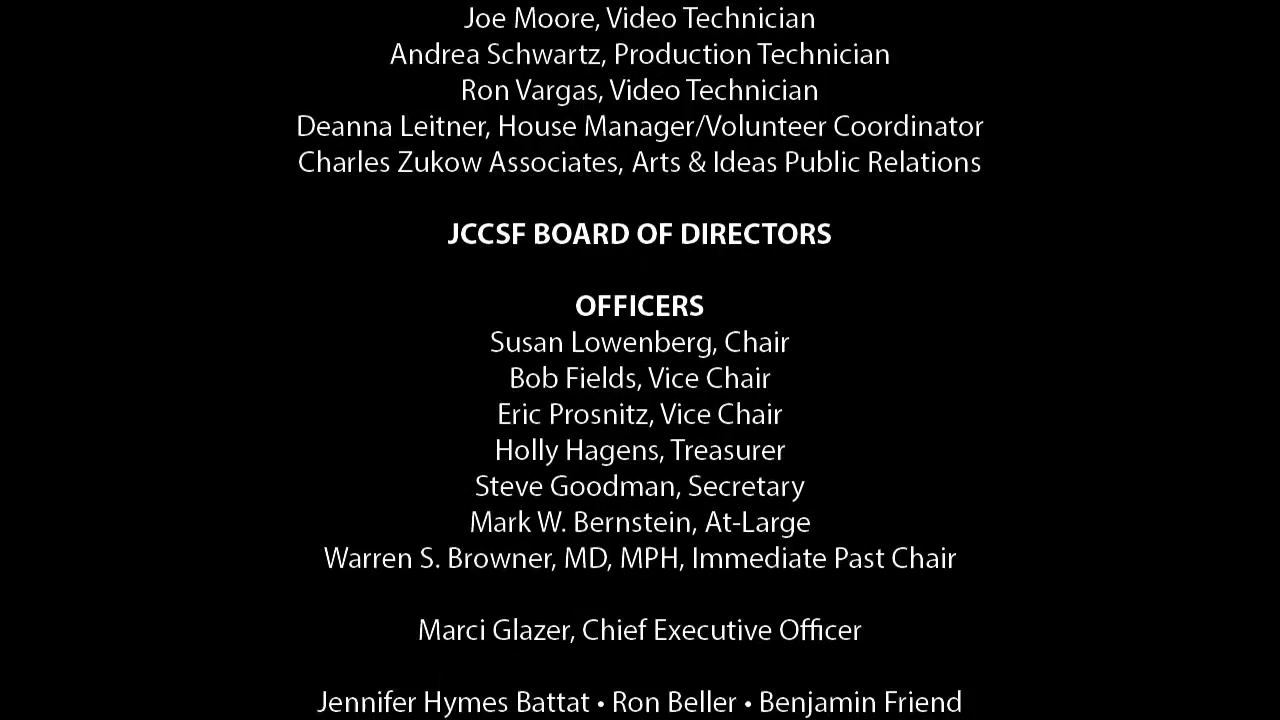 Joe Moore, Video Technician
Andrea Schwartz, Production Technician
Ron Vargas, Video Technician
Deanna Leitner, House Manager/Volunteer Coordinator
Charles Zukow Associates, Arts & Ideas Public Relations
JCCSF BOARD OF DIRECTORS
OFFICERS
Susan Lowenberg, Chair
Bob Fields, Vice Chair
Eric Prosnitz, Vice Chair
Holly Hagens, Treasurer
Steve Goodman, Secretary
Mark W. Bernstein, At-Large
Warren S. Browner, MD, MPH, Immediate Past Chair
Marci Glazer, Chief Executive Officer
Jennifer Hymes Battat • Ron Beller • Benjamin Friend